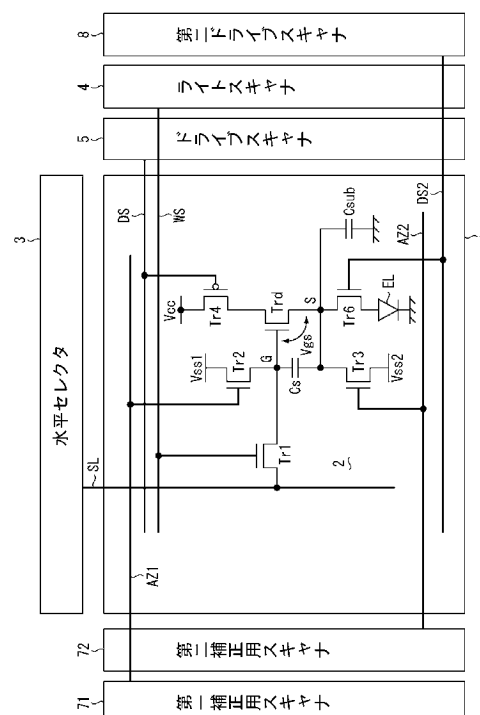 3
水平セレクタ
71
第一補正用スキャナ
72
第二補正用スキャナ
5
ドライブスキャナ
4
ライトスキャナ
8
第二ドライブスキャナ
SL
AZ1
DS
WS
Vcc
Tr4
Vss1
Tr2
Trd
G
S
Vgs
Cs
Tr1
2
Csub
Tr3
Tr6
Vss2
EL
AZ2
DS2
1